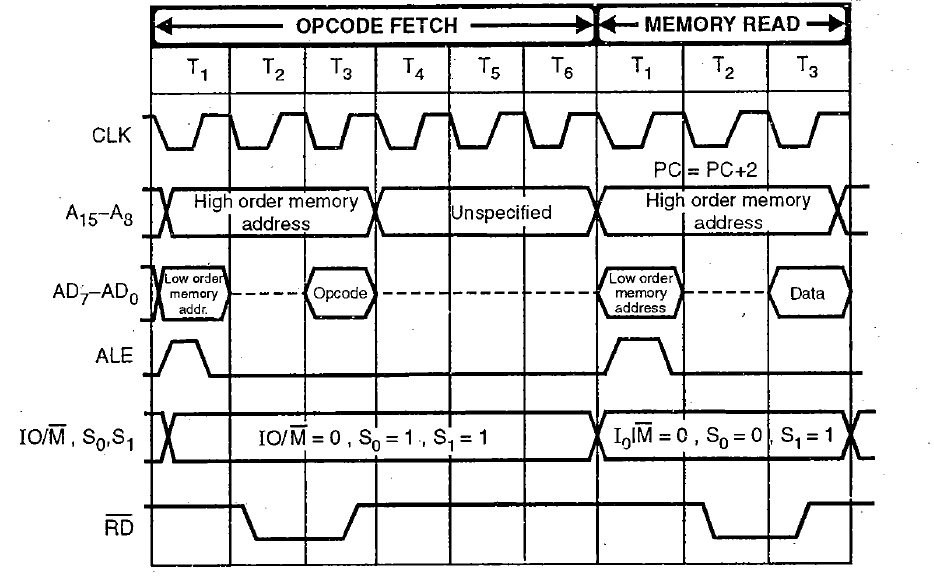 OPCODE FETCH MEMORY READ
T1 T2 T3 T4 T5 T6 T1 T2 T3
CLK
PC = PC+2
A15–A8 High order memory address Unspecified High order memory address
AD7–AD0 Low order memory addr. Opcode Low order memory address Data
ALE
IO/M̅ , S0,S1 IO/M̅ = 0 , S0 = 1 , S1 = 1 I0IM̅ = 0 , S0 = 0 , S1 = 1
R̅D̅